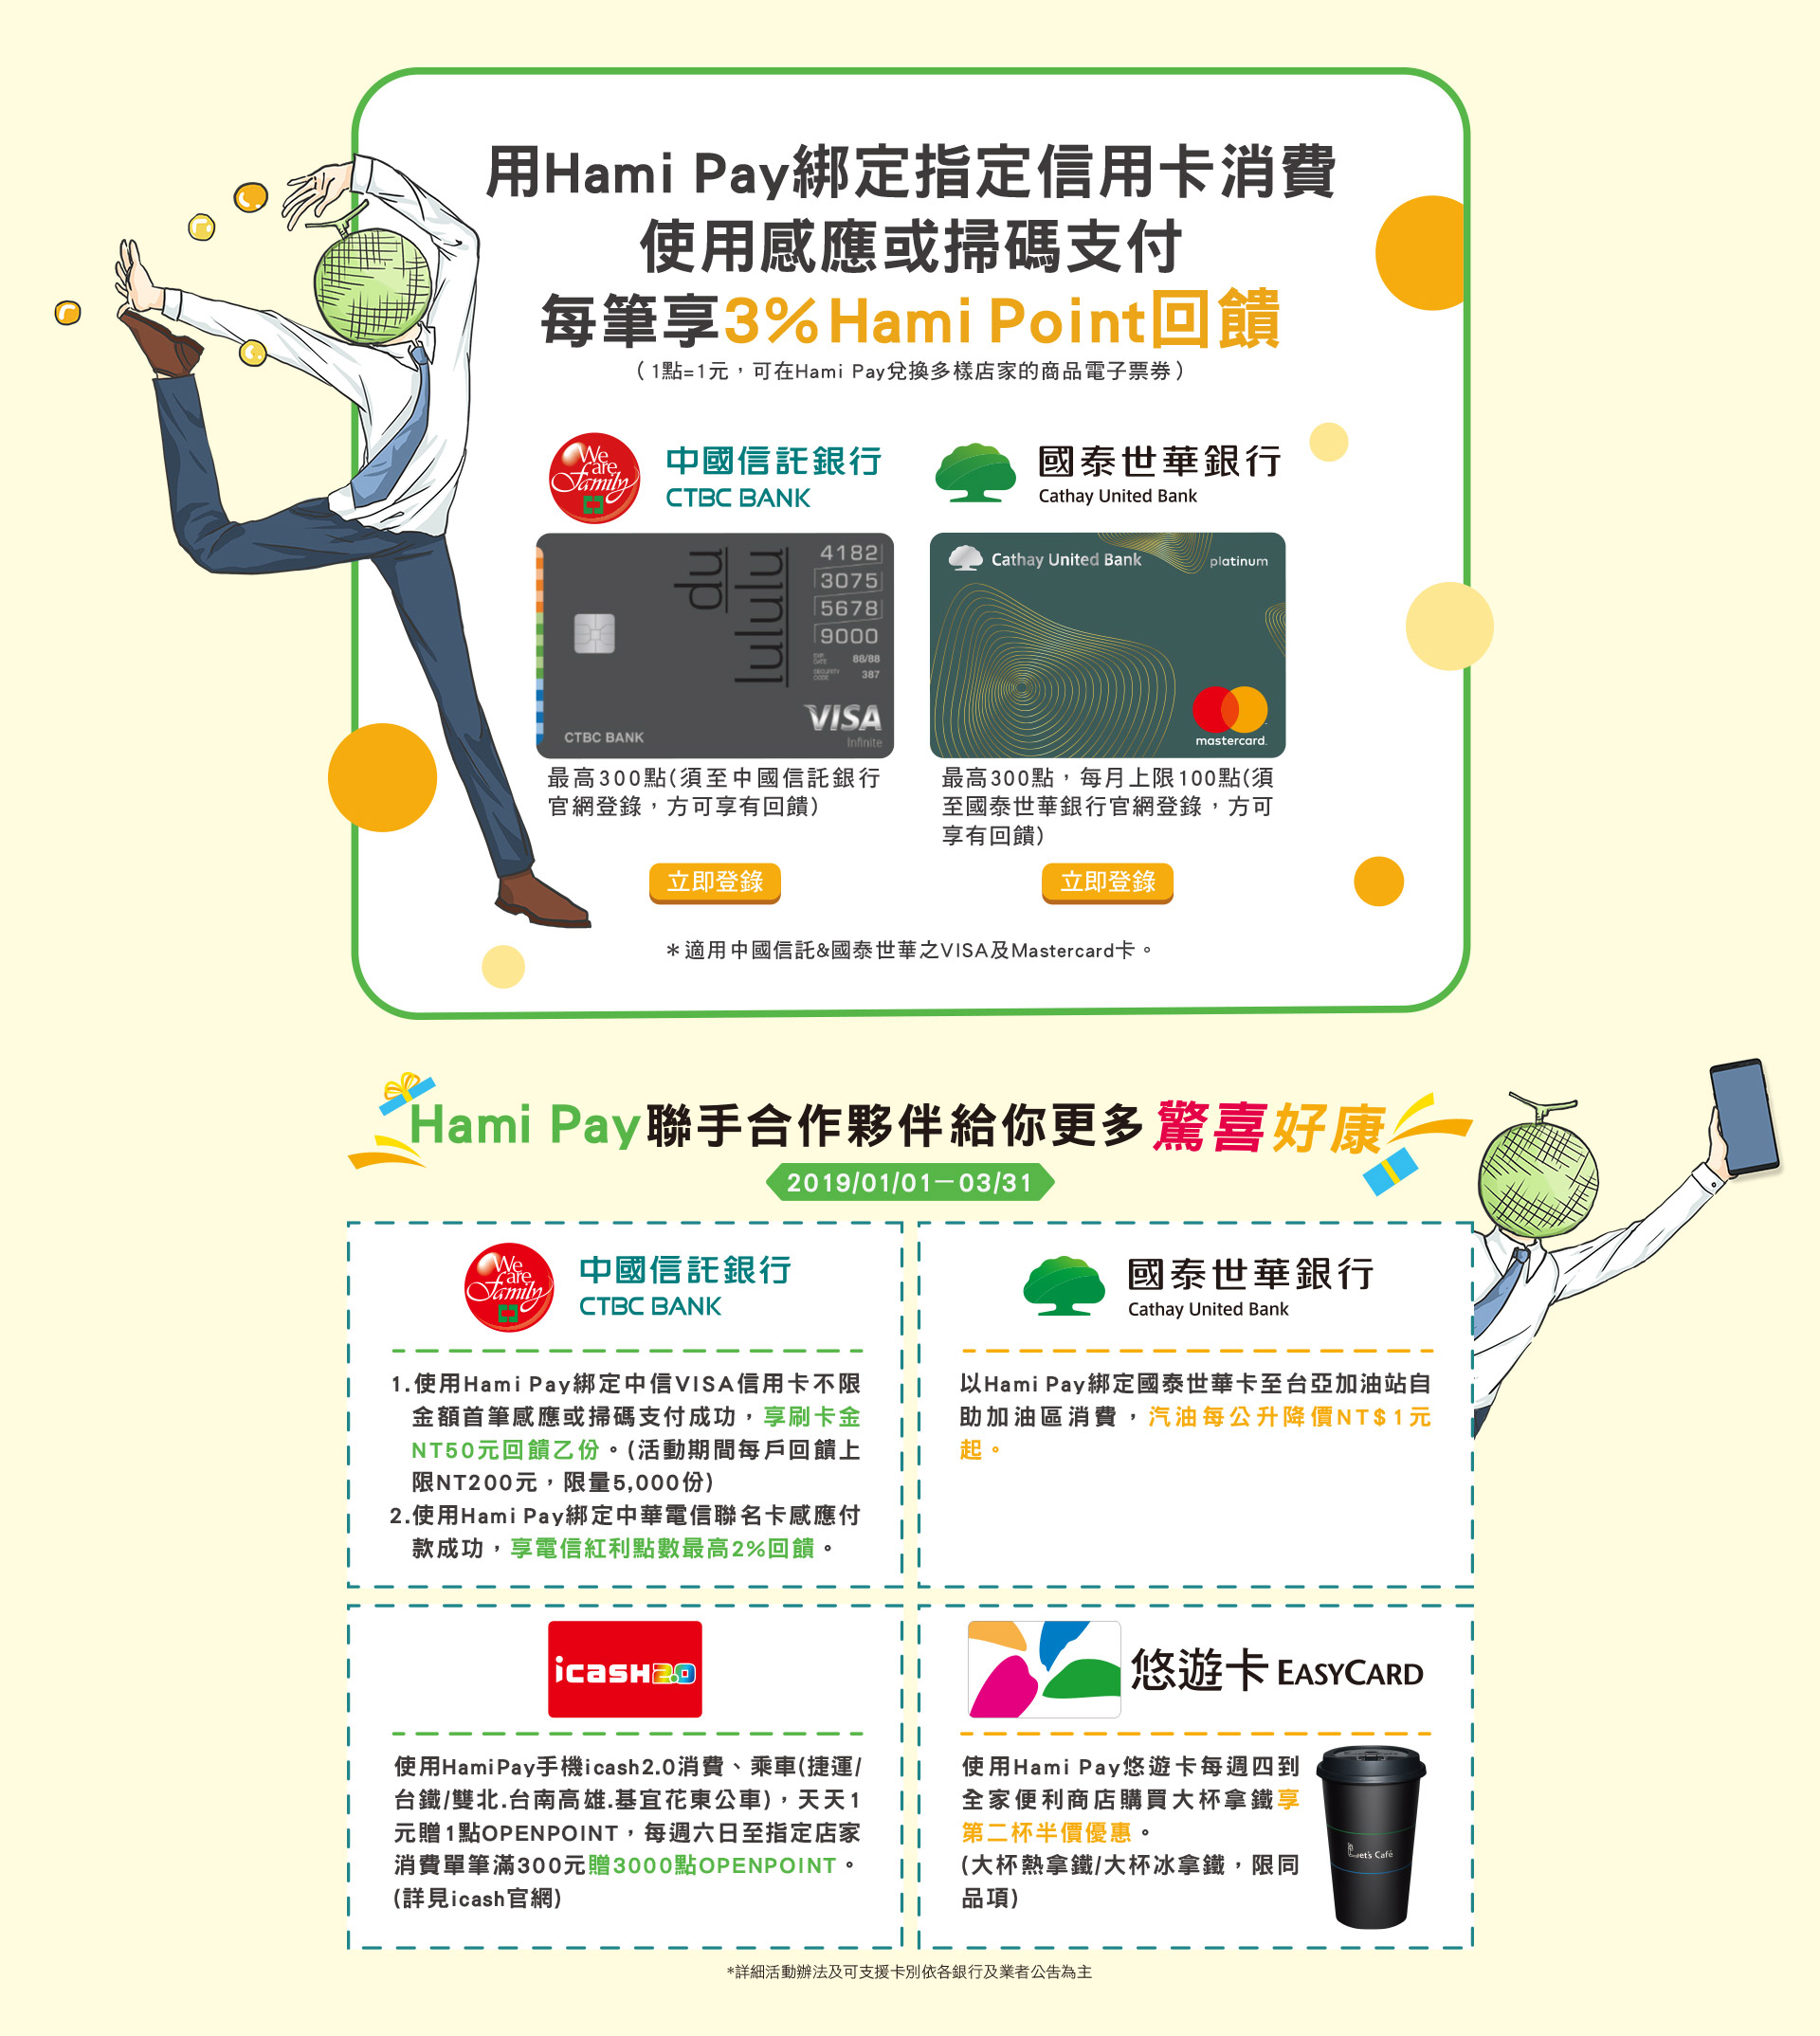 用Hami Pay綁定指定信用卡消費
使用感應或掃碼支付
每筆享3%Hami Point回饋
（1點=1元，可在Hami Pay兌換多樣店家的商品電子票券）
We are Family
中國信託銀行
CTBC BANK
國泰世華銀行
Cathay United Bank
4182
3075
5678
9000
EXP. DATE 88/88
SECURITY CODE 387
VISA
Infinite
CTBC BANK
Cathay United Bank
platinum
mastercard.
最高300點(須至中國信託銀行
官網登錄，方可享有回饋)
最高300點，每月上限100點(須
至國泰世華銀行官網登錄，方可
享有回饋)
立即登錄
立即登錄
＊適用中國信託&國泰世華之VISA及Mastercard卡。
Hami Pay聯手合作夥伴給你更多驚喜好康
2019/01/01－03/31
We are Family
中國信託銀行
CTBC BANK
1.使用Hami Pay綁定中信VISA信用卡不限
金額首筆感應或掃碼支付成功，享刷卡金
NT50元回饋乙份。(活動期間每戶回饋上
限NT200元，限量5,000份)
2.使用Hami Pay綁定中華電信聯名卡感應付
款成功，享電信紅利點數最高2%回饋。
國泰世華銀行
Cathay United Bank
以Hami Pay綁定國泰世華卡至台亞加油站自
助加油區消費，汽油每公升降價NT$1元
起。
icash2.0
使用HamiPay手機icash2.0消費、乘車(捷運/
台鐵/雙北.台南高雄.基宜花東公車)，天天1
元贈1點OPENPOINT，每週六日至指定店家
消費單筆滿300元贈3000點OPENPOINT。
(詳見icash官網)
悠遊卡 EASYCARD
使用Hami Pay悠遊卡每週四到
全家便利商店購買大杯拿鐵享
第二杯半價優惠。
(大杯熱拿鐵/大杯冰拿鐵，限同
品項)
Let's Café
*詳細活動辦法及可支援卡別依各銀行及業者公告為主